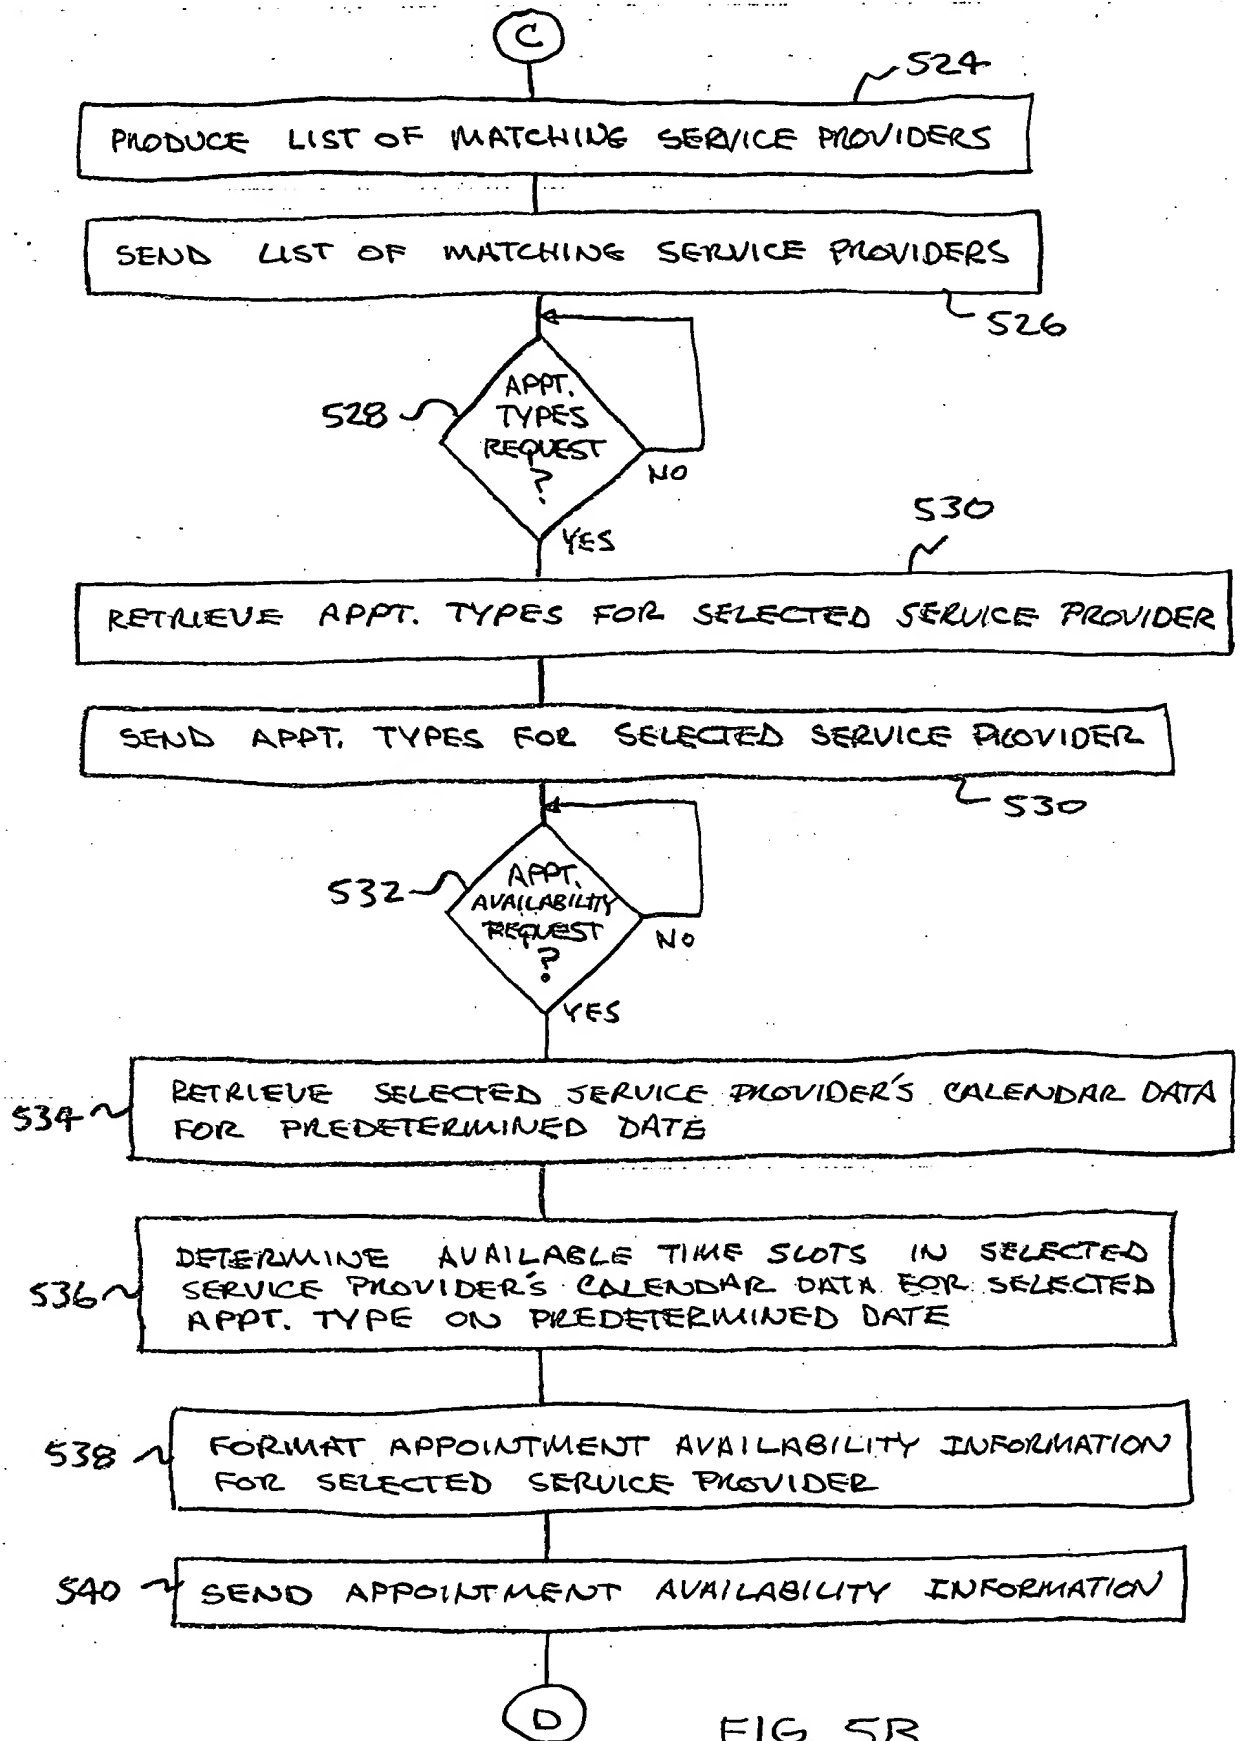 C
524
PRODUCE LIST OF MATCHING SERVICE PROVIDERS
SEND LIST OF MATCHING SERVICE PROVIDERS
526
528
APPT.
TYPES
REQUEST
?
NO
YES
530
RETRIEVE APPT. TYPES FOR SELECTED SERVICE PROVIDER
SEND APPT. TYPES FOR SELECTED SERVICE PROVIDER
530
532
APPT.
AVAILABILITY
REQUEST
?
NO
YES
534
RETRIEVE SELECTED SERVICE PROVIDER'S CALENDAR DATA
FOR PREDETERMINED DATE
536
DETERMINE AVAILABLE TIME SLOTS IN SELECTED
SERVICE PROVIDER'S CALENDAR DATA FOR SELECTED
APPT. TYPE ON PREDETERMINED DATE
538
FORMAT APPOINTMENT AVAILABILITY INFORMATION
FOR SELECTED SERVICE PROVIDER
540
SEND APPOINTMENT AVAILABILITY INFORMATION
D
FIG 5B